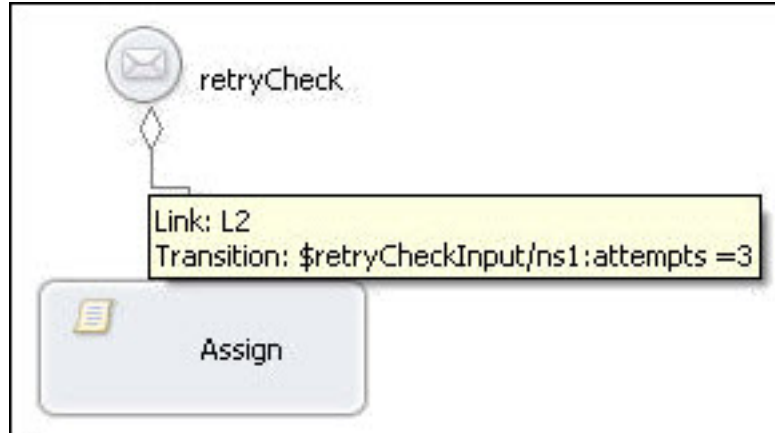 retryCheck
Link: L2
Transition: $retryCheckInput/ns1:attempts =3
Assign